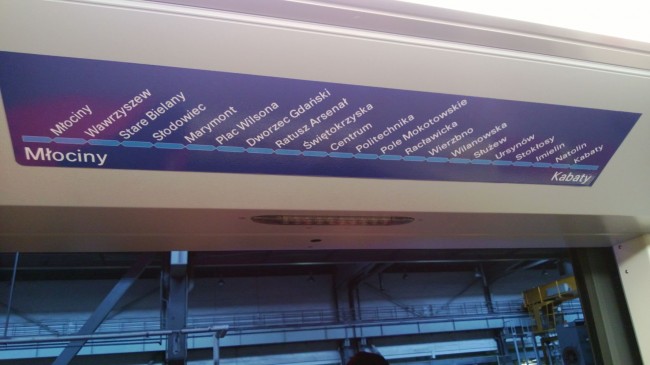 Młociny
Wawrzyszew
Stare Bielany
Słodowiec
Marymont
Plac Wilsona
Dworzec Gdański
Ratusz Arsenał
Świętokrzyska
Centrum
Politechnika
Pole Mokotowskie
Racławicka
Wierzbno
Wilanowska
Służew
Ursynów
Stokłosy
Imielin
Natolin
Kabaty
Młociny
Kabaty